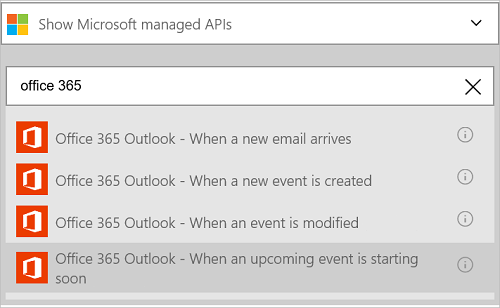 Show Microsoft managed APIs
office 365
Office 365 Outlook - When a new email arrives
Office 365 Outlook - When a new event is created
Office 365 Outlook - When an event is modified
Office 365 Outlook - When an upcoming event is starting
soon